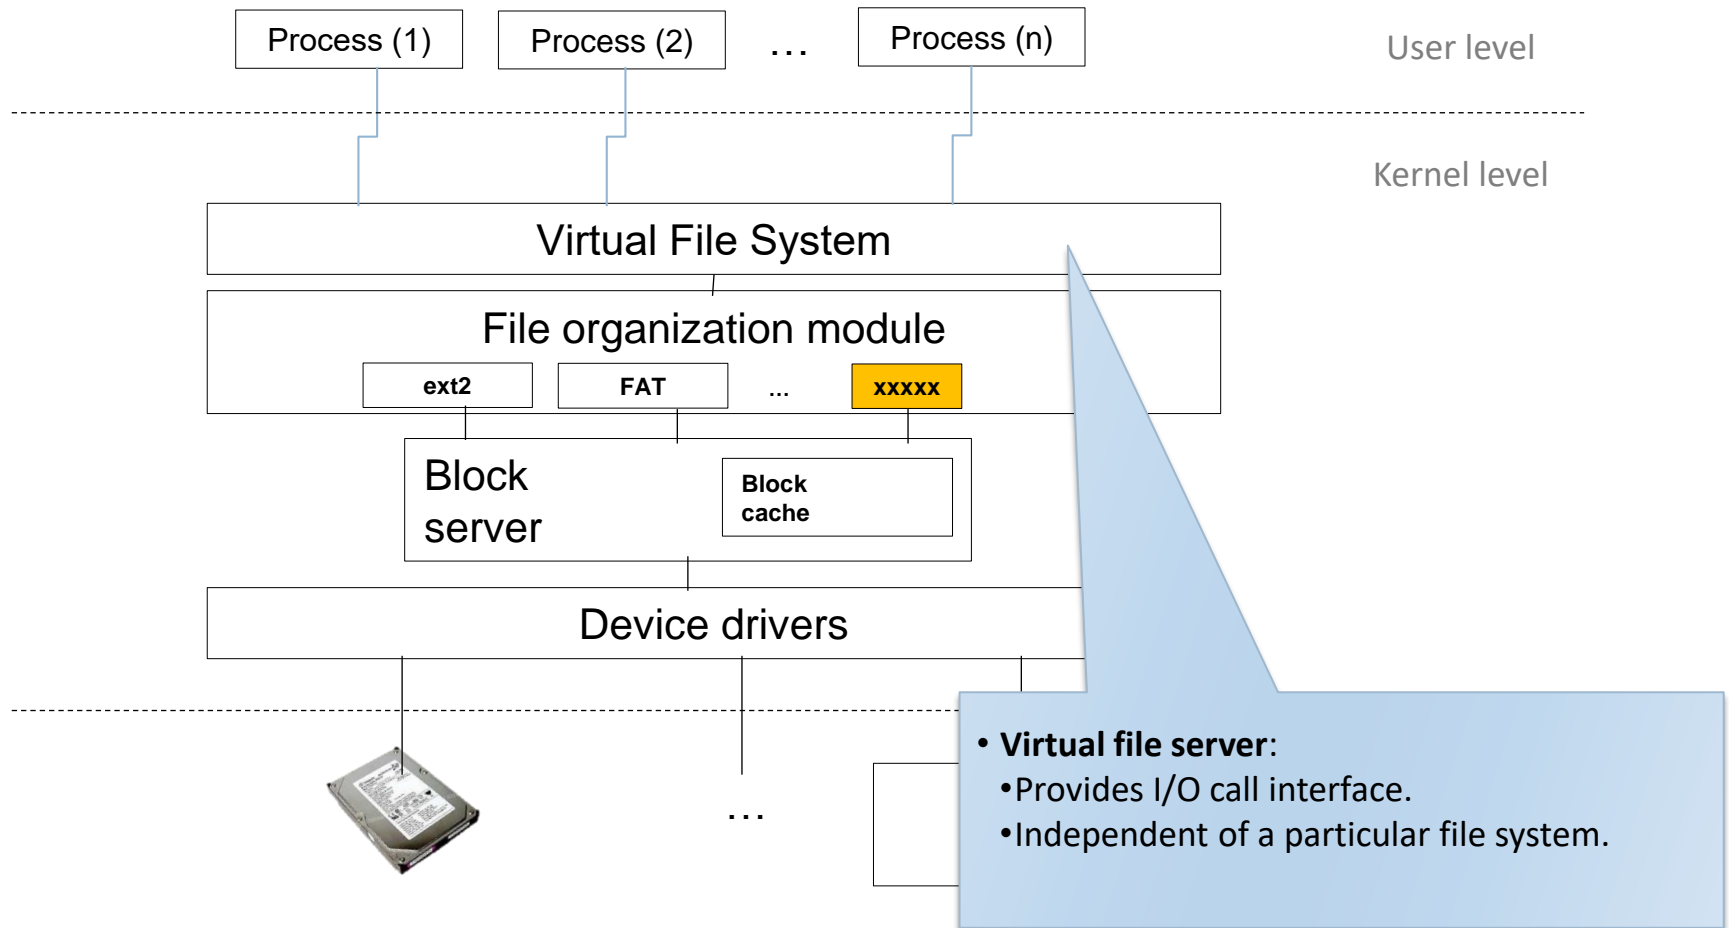 Process (1)
Process (2)
...
Process (n)
User level
Kernel level
Virtual File System
File organization module
ext2
FAT
...
xxxxx
Block
server
Block
cache
Device drivers
...
• Virtual file server:
•Provides I/O call interface.
•Independent of a particular file system.